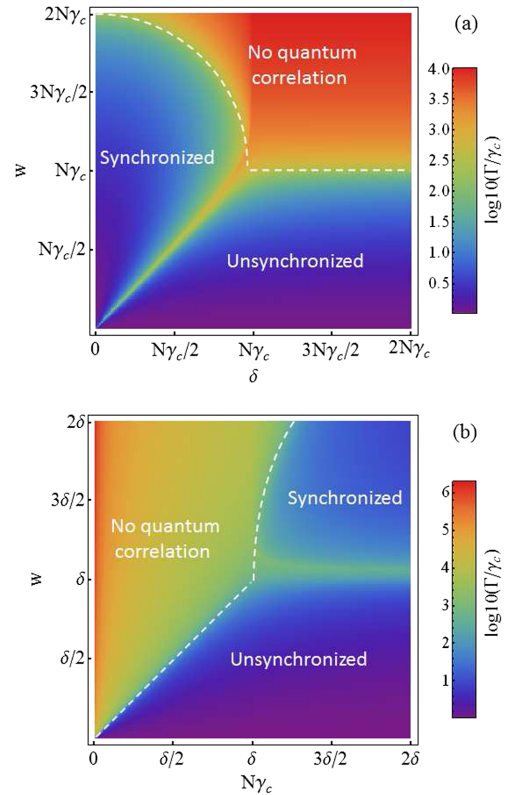 (a)
2Nγc
3Nγc/2
Nγc
Nγc/2
w
No quantum
correlation
Synchronized
Unsynchronized
0
Nγc/2
Nγc
3Nγc/2
2Nγc
δ
4.0
3.5
3.0
2.5
2.0
1.5
1.0
0.5
log10(Γ/γc)
(b)
2δ
3δ/2
δ
δ/2
w
Synchronized
No quantum
correlation
Unsynchronized
0
δ/2
δ
3δ/2
2δ
Nγc
6
5
4
3
2
1
log10(Γ/γc)